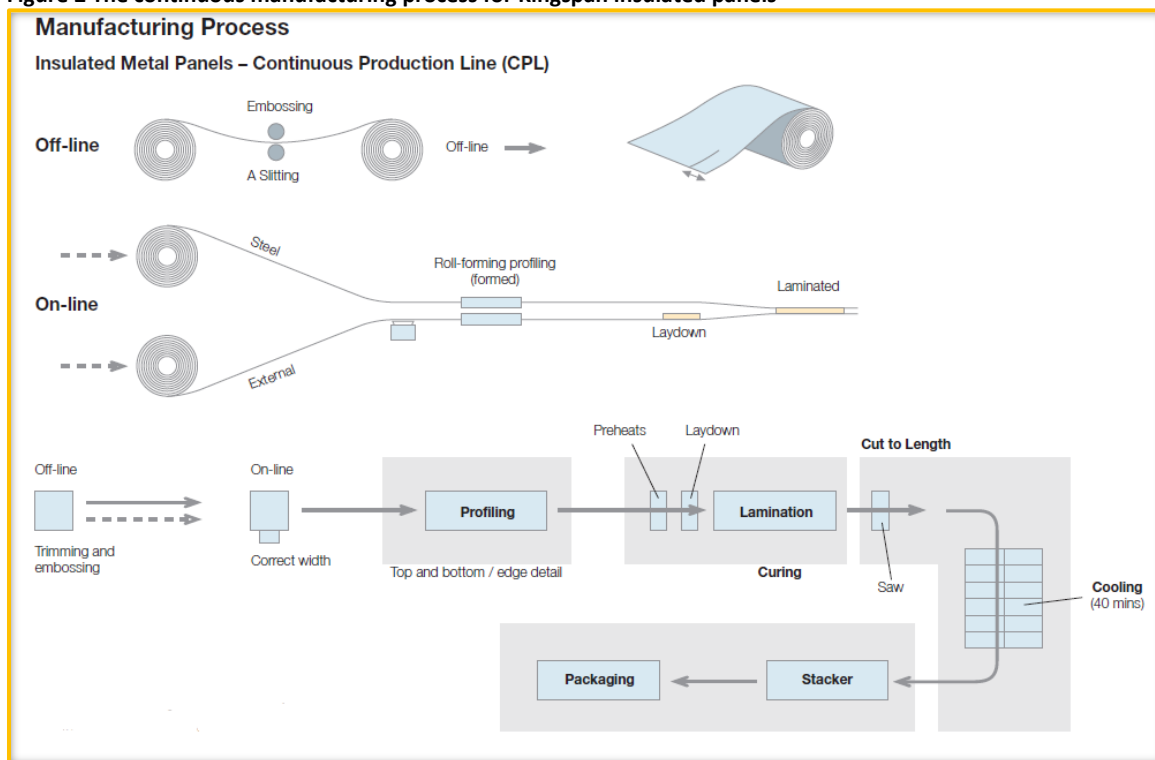 Figure 2 The continuous manufacturing process for Kingspan insulated panels
Manufacturing Process
Insulated Metal Panels – Continuous Production Line (CPL)
Embossing
Off-line
Off-line
A Slitting
Steel
Roll-forming profiling
(formed)
Laminated
On-line
Laydown
External
Preheats
Laydown
Cut to Length
Off-line
On-line
Profiling
Lamination
Trimming and
embossing
Correct width
Top and bottom / edge detail
Curing
Saw
Cooling
(40 mins)
Packaging
Stacker